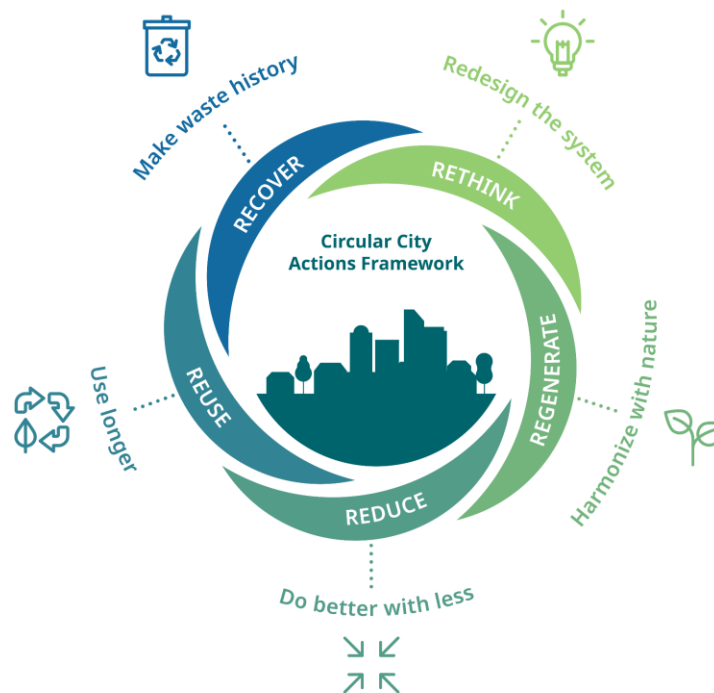 Make waste history
Redesign the system
RECOVER
RETHINK
Circular City
Actions Framework
REUSE
REGENERATE
Use longer
Harmonize with nature
REDUCE
Do better with less